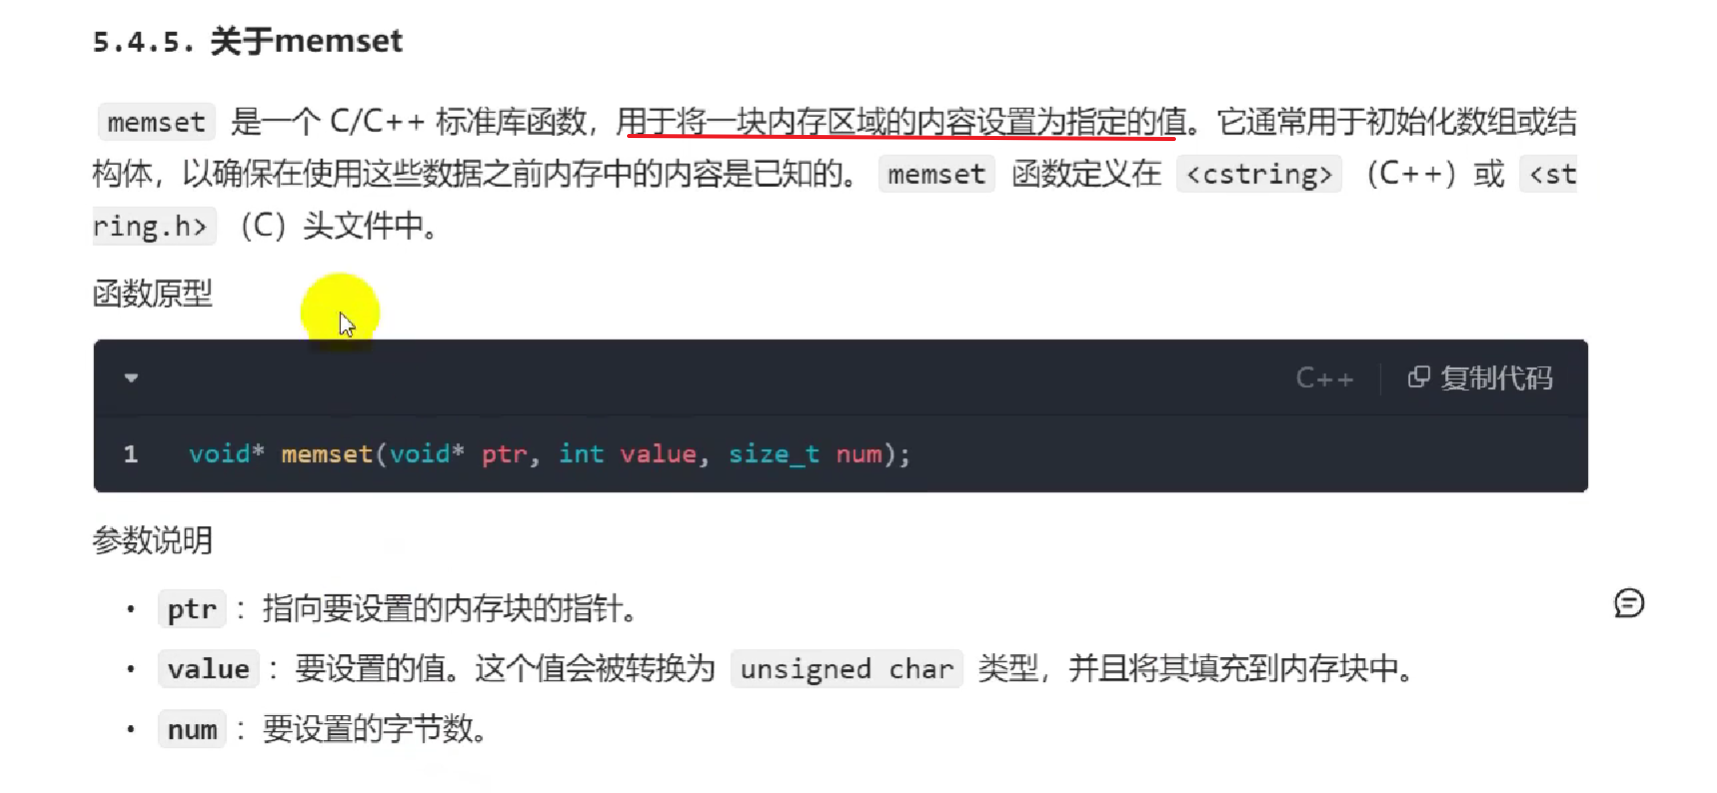 5.4.5. 关于memset
memset 是一个 C/C++ 标准库函数，用于将一块内存区域的内容设置为指定的值。它通常用于初始化数组或结
构体，以确保在使用这些数据之前内存中的内容是已知的。 memset 函数定义在 <cstring> （C++）或 <st
ring.h> （C）头文件中。
函数原型
C++ 复制代码
1 void* memset(void* ptr, int value, size_t num);
参数说明
• ptr ： 指向要设置的内存块的指针。
• value ： 要设置的值。这个值会被转换为 unsigned char 类型，并且将其填充到内存块中。
• num ： 要设置的字节数。